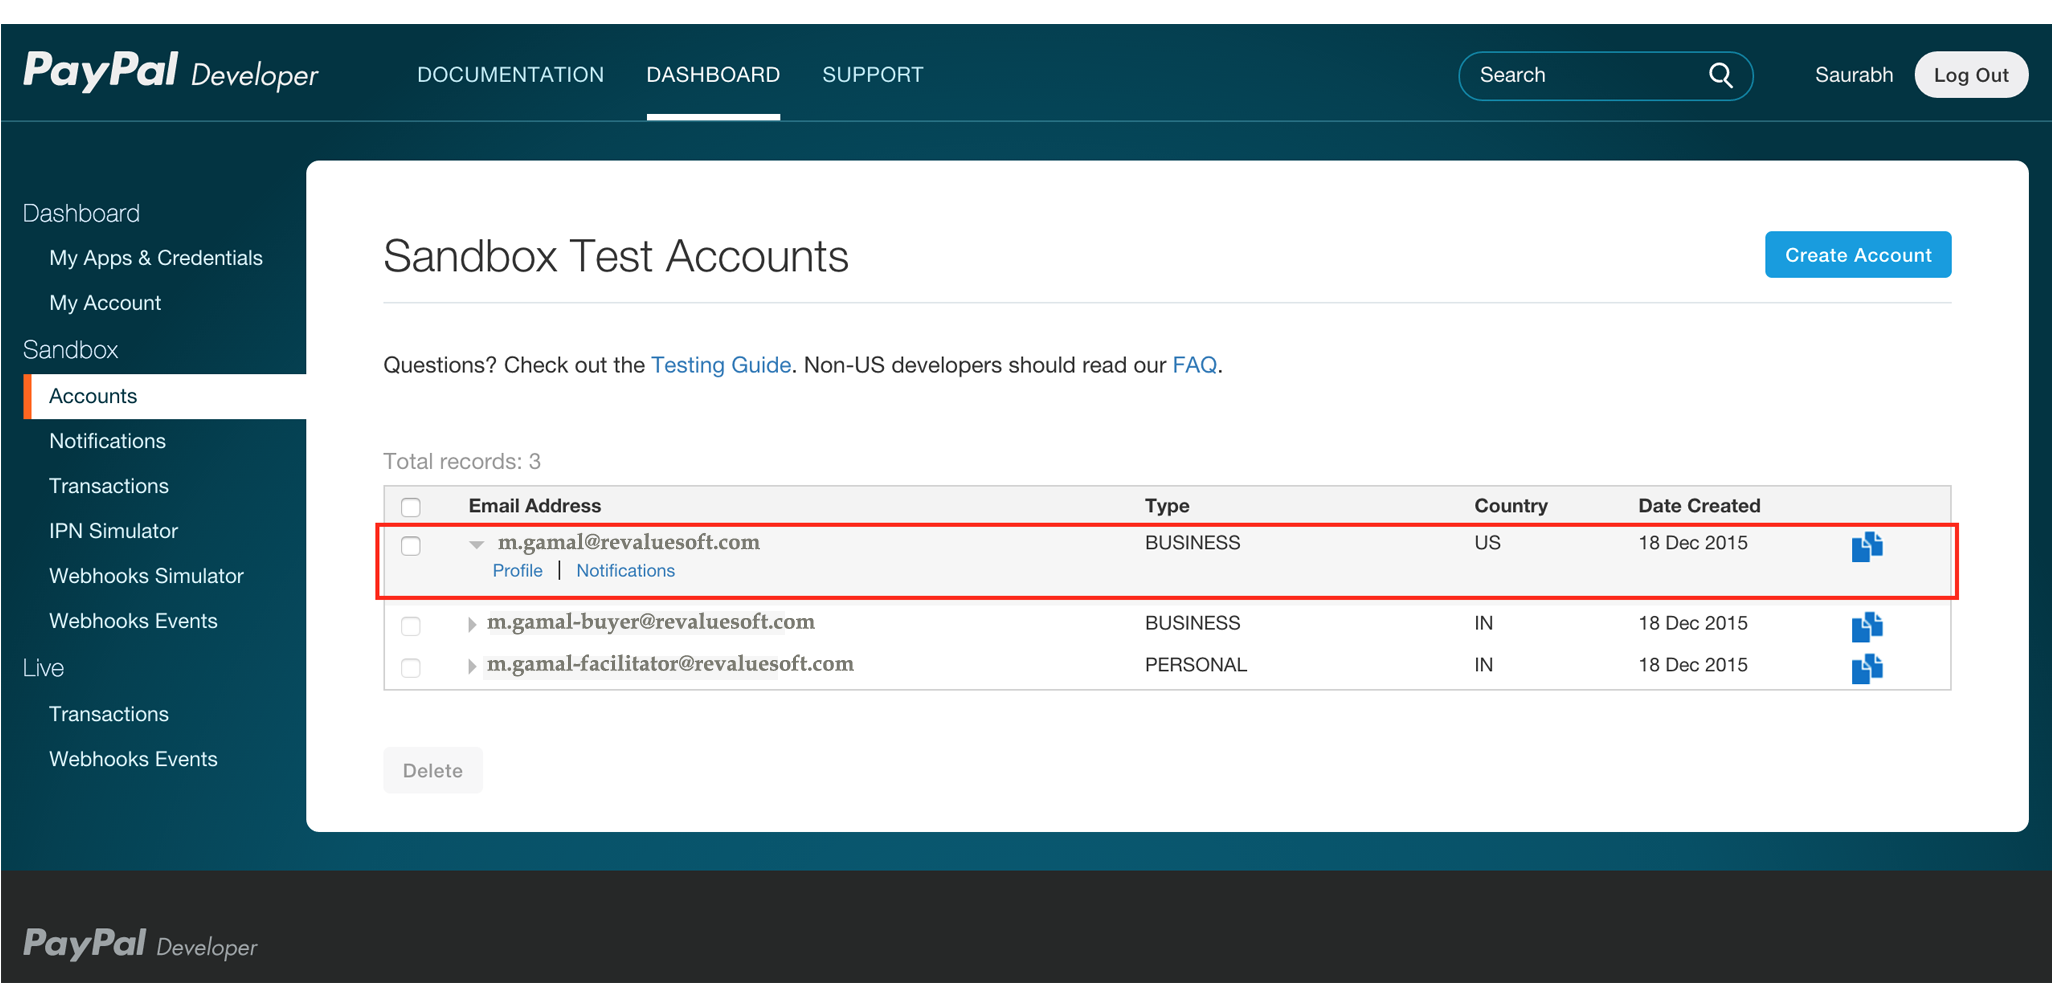 PayPal Developer
DOCUMENTATION DASHBOARD SUPPORT
Search
Saurabh
Log Out
Dashboard
My Apps & Credentials
My Account
Sandbox
Accounts
Notifications
Transactions
IPN Simulator
Webhooks Simulator
Webhooks Events
Live
Transactions
Webhooks Events
Sandbox Test Accounts
Create Account
Questions? Check out the Testing Guide. Non-US developers should read our FAQ.
Total records: 3
Email Address Type Country Date Created
m.gamal@revaluesoft.com BUSINESS US 18 Dec 2015
Profile | Notifications
m.gamal-buyer@revaluesoft.com BUSINESS IN 18 Dec 2015
m.gamal-facilitator@revaluesoft.com PERSONAL IN 18 Dec 2015
Delete
PayPal Developer